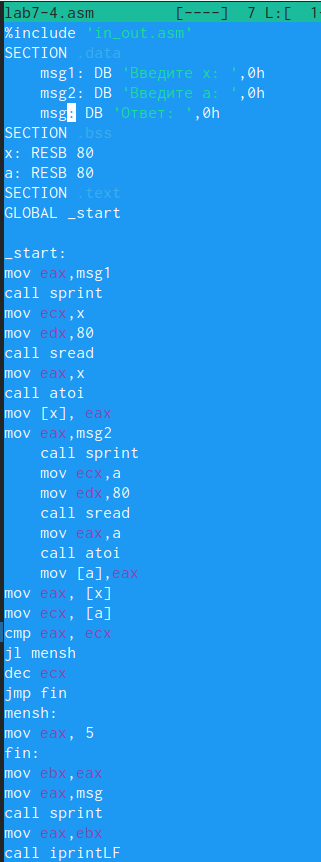 lab7-4.asm [----] 7 L:[ 1
%include 'in_out.asm'
SECTION .data
    msg1: DB 'Введите x: ',0h
    msg2: DB 'Введите a: ',0h
    msg: DB 'Ответ: ',0h
SECTION .bss
x: RESB 80
a: RESB 80
SECTION .text
GLOBAL _start

_start:
mov eax,msg1
call sprint
mov ecx,x
mov edx,80
call sread
mov eax,x
call atoi
mov [x], eax
mov eax,msg2
    call sprint
    mov ecx,a
    mov edx,80
    call sread
    mov eax,a
    call atoi
    mov [a],eax
mov eax, [x]
mov ecx, [a]
cmp eax, ecx
jl mensh
dec ecx
jmp fin
mensh:
mov eax, 5
fin:
mov ebx,eax
mov eax,msg
call sprint
mov eax,ebx
call iprintLF